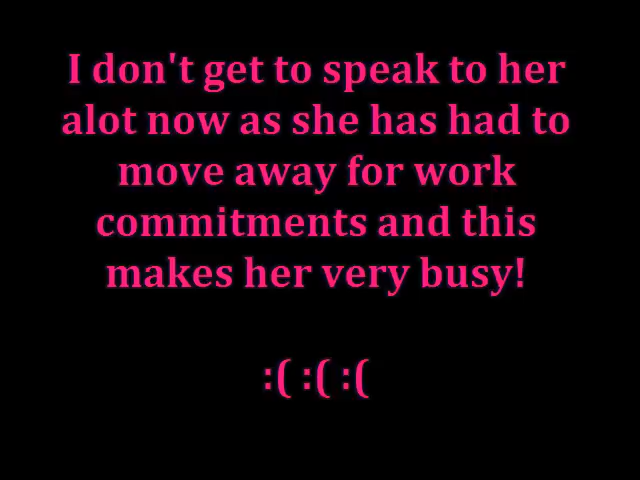 I don't get to speak to her
alot now as she has had to
move away for work
commitments and this
makes her very busy!
:( :( :(